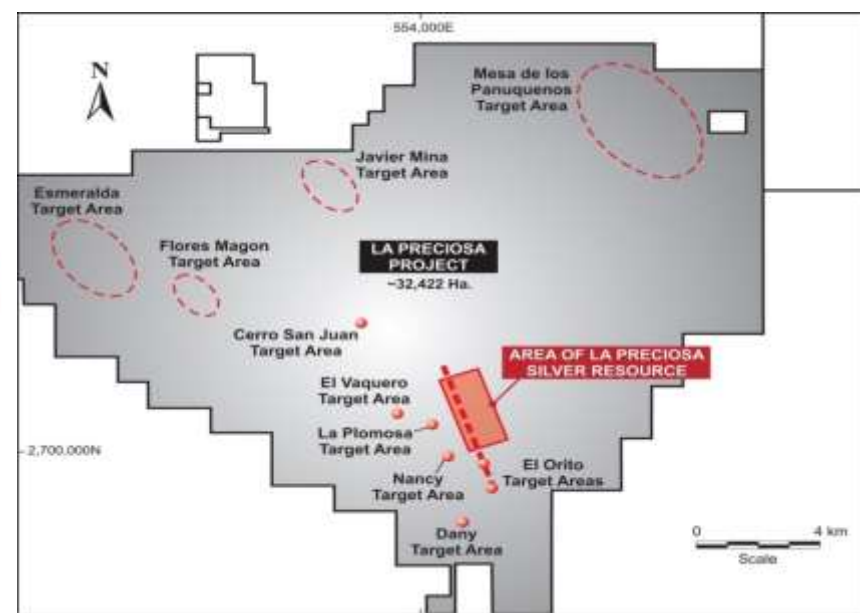 554,000E
N
Mesa de los
Panuquenos
Target Area
Javier Mina
Target Area
Esmeralda
Target Area
Flores Magon
Target Area
LA PRECIOSA
PROJECT
~32,422 Ha.
Cerro San Juan
Target Area
AREA OF LA PRECIOSA
SILVER RESOURCE
El Vaquero
Target Area
La Plomosa
Target Area
2,700,000N
Nancy
Target Area
El Orito
Target Areas
Dany
Target Area
0 4 km
Scale